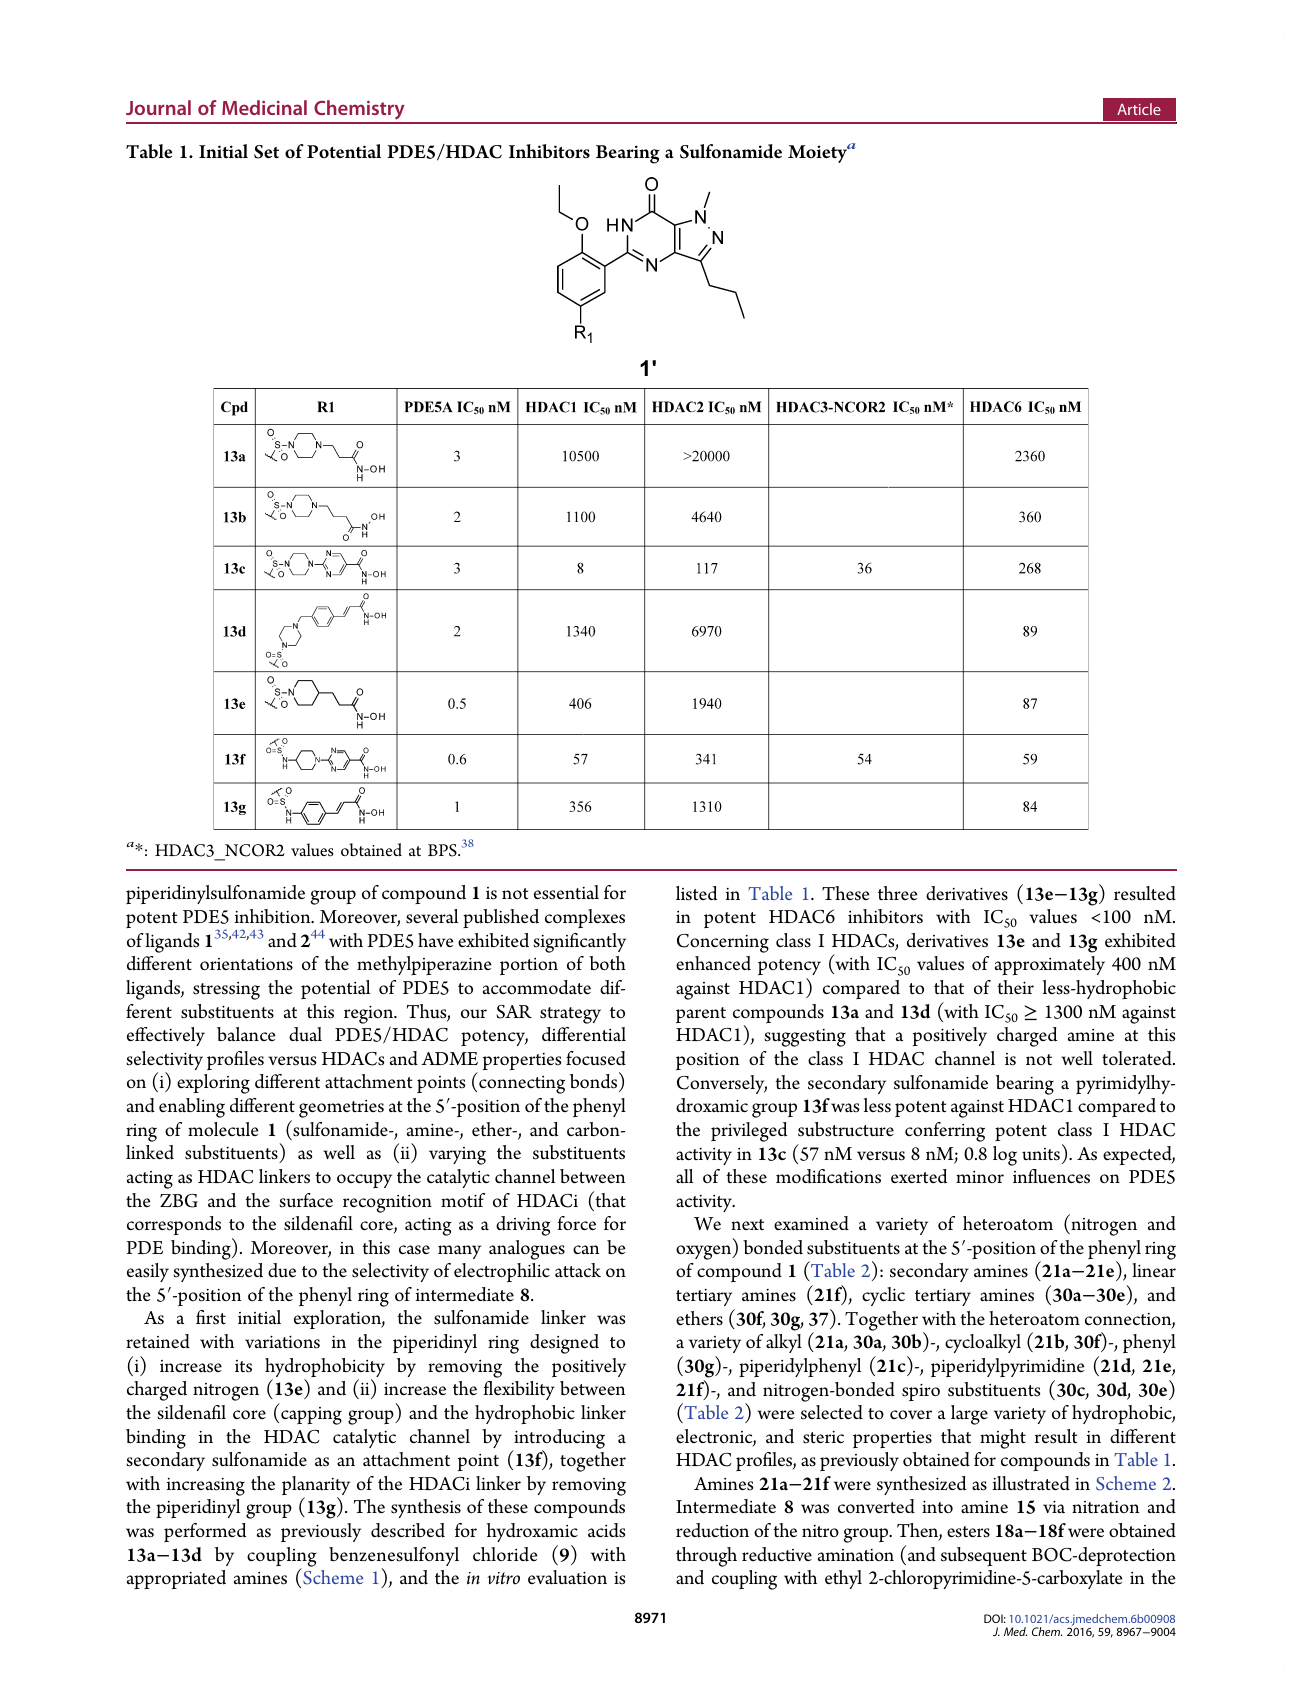 Journal of Medicinal Chemistry
Article
Table 1. Initial Set of Potential PDE5/HDAC Inhibitors Bearing a Sulfonamide Moietyᵃ
O
O HN N
N
N
R₁
1'
Cpd R1 PDE5A IC₅₀ nM HDAC1 IC₅₀ nM HDAC2 IC₅₀ nM HDAC3-NCOR2 IC₅₀ nM* HDAC6 IC₅₀ nM
13a 3 10500 >20000 2360
13b 2 1100 4640 360
13c 3 8 117 36 268
13d 2 1340 6970 89
13e 0.5 406 1940 87
13f 0.6 57 341 54 59
13g 1 356 1310 84
ᵃ*: HDAC3_NCOR2 values obtained at BPS.³⁸
piperidinylsulfonamide group of compound 1 is not essential for
potent PDE5 inhibition. Moreover, several published complexes
of ligands 1³⁵,⁴²,⁴³ and 2⁴⁴ with PDE5 have exhibited significantly
different orientations of the methylpiperazine portion of both
ligands, stressing the potential of PDE5 to accommodate dif-
ferent substituents at this region. Thus, our SAR strategy to
effectively balance dual PDE5/HDAC potency, differential
selectivity profiles versus HDACs and ADME properties focused
on (i) exploring different attachment points (connecting bonds)
and enabling different geometries at the 5′-position of the phenyl
ring of molecule 1 (sulfonamide-, amine-, ether-, and carbon-
linked substituents) as well as (ii) varying the substituents
acting as HDAC linkers to occupy the catalytic channel between
the ZBG and the surface recognition motif of HDACi (that
corresponds to the sildenafil core, acting as a driving force for
PDE binding). Moreover, in this case many analogues can be
easily synthesized due to the selectivity of electrophilic attack on
the 5′-position of the phenyl ring of intermediate 8.
As a first initial exploration, the sulfonamide linker was
retained with variations in the piperidinyl ring designed to
(i) increase its hydrophobicity by removing the positively
charged nitrogen (13e) and (ii) increase the flexibility between
the sildenafil core (capping group) and the hydrophobic linker
binding in the HDAC catalytic channel by introducing a
secondary sulfonamide as an attachment point (13f), together
with increasing the planarity of the HDACi linker by removing
the piperidinyl group (13g). The synthesis of these compounds
was performed as previously described for hydroxamic acids
13a−13d by coupling benzenesulfonyl chloride (9) with
appropriated amines (Scheme 1), and the in vitro evaluation is
listed in Table 1. These three derivatives (13e−13g) resulted
in potent HDAC6 inhibitors with IC₅₀ values <100 nM.
Concerning class I HDACs, derivatives 13e and 13g exhibited
enhanced potency (with IC₅₀ values of approximately 400 nM
against HDAC1) compared to that of their less-hydrophobic
parent compounds 13a and 13d (with IC₅₀ ≥ 1300 nM against
HDAC1), suggesting that a positively charged amine at this
position of the class I HDAC channel is not well tolerated.
Conversely, the secondary sulfonamide bearing a pyrimidylhy-
droxamic group 13f was less potent against HDAC1 compared to
the privileged substructure conferring potent class I HDAC
activity in 13c (57 nM versus 8 nM; 0.8 log units). As expected,
all of these modifications exerted minor influences on PDE5
activity.
We next examined a variety of heteroatom (nitrogen and
oxygen) bonded substituents at the 5′-position of the phenyl ring
of compound 1 (Table 2): secondary amines (21a−21e), linear
tertiary amines (21f), cyclic tertiary amines (30a−30e), and
ethers (30f, 30g, 37). Together with the heteroatom connection,
a variety of alkyl (21a, 30a, 30b)-, cycloalkyl (21b, 30f)-, phenyl
(30g)-, piperidylphenyl (21c)-, piperidylpyrimidine (21d, 21e,
21f)-, and nitrogen-bonded spiro substituents (30c, 30d, 30e)
(Table 2) were selected to cover a large variety of hydrophobic,
electronic, and steric properties that might result in different
HDAC profiles, as previously obtained for compounds in Table 1.
Amines 21a−21f were synthesized as illustrated in Scheme 2.
Intermediate 8 was converted into amine 15 via nitration and
reduction of the nitro group. Then, esters 18a−18f were obtained
through reductive amination (and subsequent BOC-deprotection
and coupling with ethyl 2-chloropyrimidine-5-carboxylate in the
8971
DOI: 10.1021/acs.jmedchem.6b00908
J. Med. Chem. 2016, 59, 8967−9004